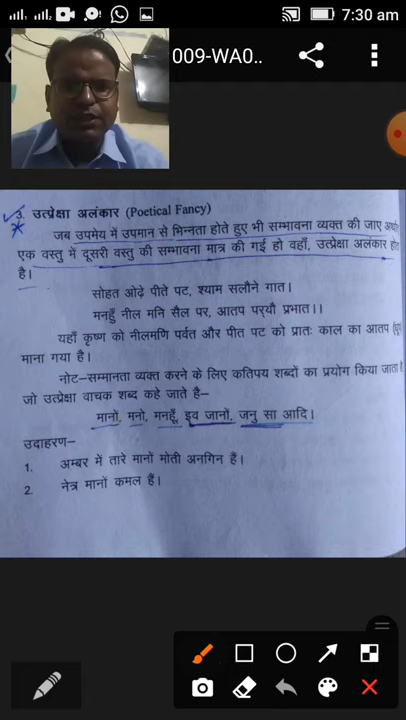 7:30 am
009-WA0..
3. उत्प्रेक्षा अलंकार (Poetical Fancy)
जब उपमेय में उपमान से भिन्नता होते हुए भी सम्भावना व्यक्त की जाए
एक वस्तु में दूसरी वस्तु की सम्भावना मात्र की गई हो वहाँ, उत्प्रेक्षा अलंकार
है।
सोहत ओढ़े पीते पट, श्याम सलौने गात।
मनहुँ नील मनि सैल पर, आतप पर्‌यौ प्रभात।।
यहाँ कृष्ण को नीलमणि पर्वत और पीत पट को प्रातः काल का आतप
माना गया है।
नोट–सम्मानता व्यक्त करने के लिए कतिपय शब्दों का प्रयोग किया जाता
जो उत्प्रेक्षा वाचक शब्द कहे जाते है–
मानों, मनो, मनहूँ, इव जानों, जनु सा आदि।
उदाहरण–
1. अम्बर में तारे मानों मोती अनगिन हैं।
2. नेत्र मानों कमल हैं।